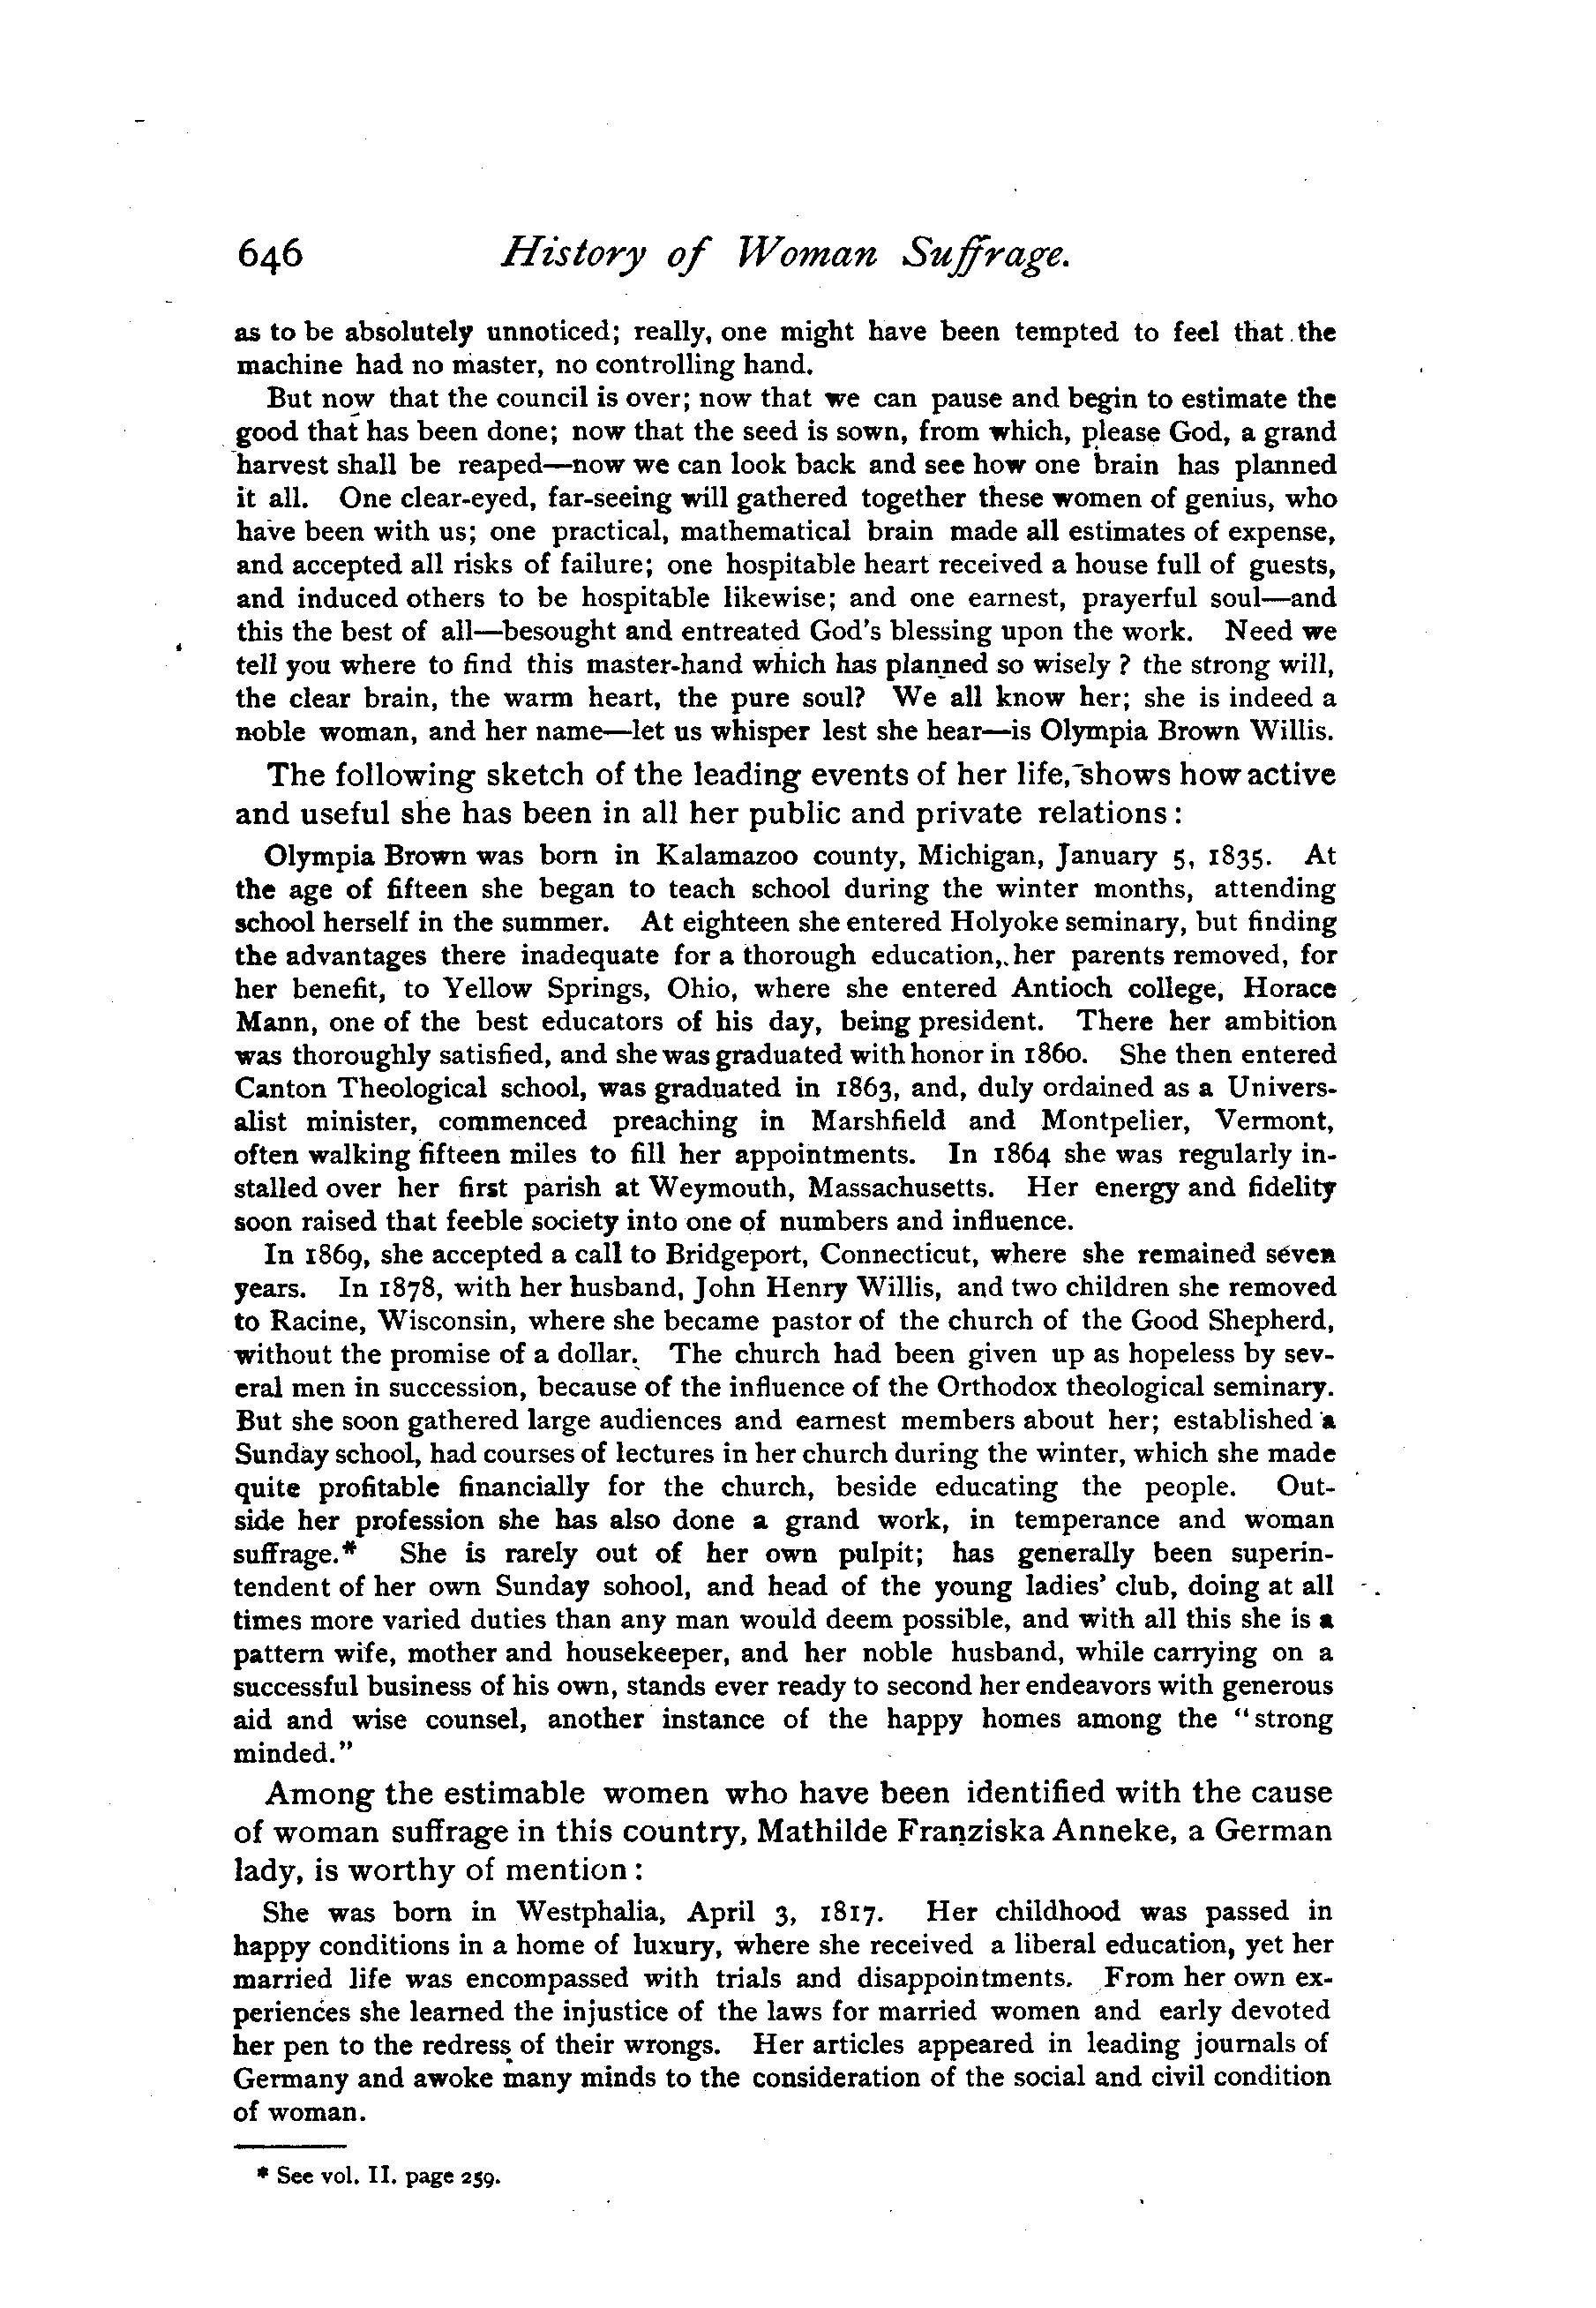 646 History of Woman Suffrage.
as to be absolutely unnoticed; really, one might have been tempted to feel that the
machine had no master, no controlling hand.
But now that the council is over; now that we can pause and begin to estimate the
good that has been done; now that the seed is sown, from which, please God, a grand
harvest shall be reaped—now we can look back and see how one brain has planned
it all. One clear-eyed, far-seeing will gathered together these women of genius, who
have been with us; one practical, mathematical brain made all estimates of expense,
and accepted all risks of failure; one hospitable heart received a house full of guests,
and induced others to be hospitable likewise; and one earnest, prayerful soul—and
this the best of all—besought and entreated God's blessing upon the work. Need we
tell you where to find this master-hand which has planned so wisely ? the strong will,
the clear brain, the warm heart, the pure soul? We all know her; she is indeed a
noble woman, and her name—let us whisper lest she hear—is Olympia Brown Willis.
The following sketch of the leading events of her life, shows how active
and useful she has been in all her public and private relations :
Olympia Brown was born in Kalamazoo county, Michigan, January 5, 1835. At
the age of fifteen she began to teach school during the winter months, attending
school herself in the summer. At eighteen she entered Holyoke seminary, but finding
the advantages there inadequate for a thorough education, her parents removed, for
her benefit, to Yellow Springs, Ohio, where she entered Antioch college, Horace
Mann, one of the best educators of his day, being president. There her ambition
was thoroughly satisfied, and she was graduated with honor in 1860. She then entered
Canton Theological school, was graduated in 1863, and, duly ordained as a Univers-
alist minister, commenced preaching in Marshfield and Montpelier, Vermont,
often walking fifteen miles to fill her appointments. In 1864 she was regularly in-
stalled over her first parish at Weymouth, Massachusetts. Her energy and fidelity
soon raised that feeble society into one of numbers and influence.
In 1869, she accepted a call to Bridgeport, Connecticut, where she remained seven
years. In 1878, with her husband, John Henry Willis, and two children she removed
to Racine, Wisconsin, where she became pastor of the church of the Good Shepherd,
without the promise of a dollar. The church had been given up as hopeless by sev-
eral men in succession, because of the influence of the Orthodox theological seminary.
But she soon gathered large audiences and earnest members about her; established a
Sunday school, had courses of lectures in her church during the winter, which she made
quite profitable financially for the church, beside educating the people. Out-
side her profession she has also done a grand work, in temperance and woman
suffrage.* She is rarely out of her own pulpit; has generally been superin-
tendent of her own Sunday sohool, and head of the young ladies' club, doing at all
times more varied duties than any man would deem possible, and with all this she is a
pattern wife, mother and housekeeper, and her noble husband, while carrying on a
successful business of his own, stands ever ready to second her endeavors with generous
aid and wise counsel, another instance of the happy homes among the "strong
minded."
Among the estimable women who have been identified with the cause
of woman suffrage in this country, Mathilde Franziska Anneke, a German
lady, is worthy of mention :
She was born in Westphalia, April 3, 1817. Her childhood was passed in
happy conditions in a home of luxury, where she received a liberal education, yet her
married life was encompassed with trials and disappointments. From her own ex-
periences she learned the injustice of the laws for married women and early devoted
her pen to the redress of their wrongs. Her articles appeared in leading journals of
Germany and awoke many minds to the consideration of the social and civil condition
of woman.
* See vol. II. page 259.